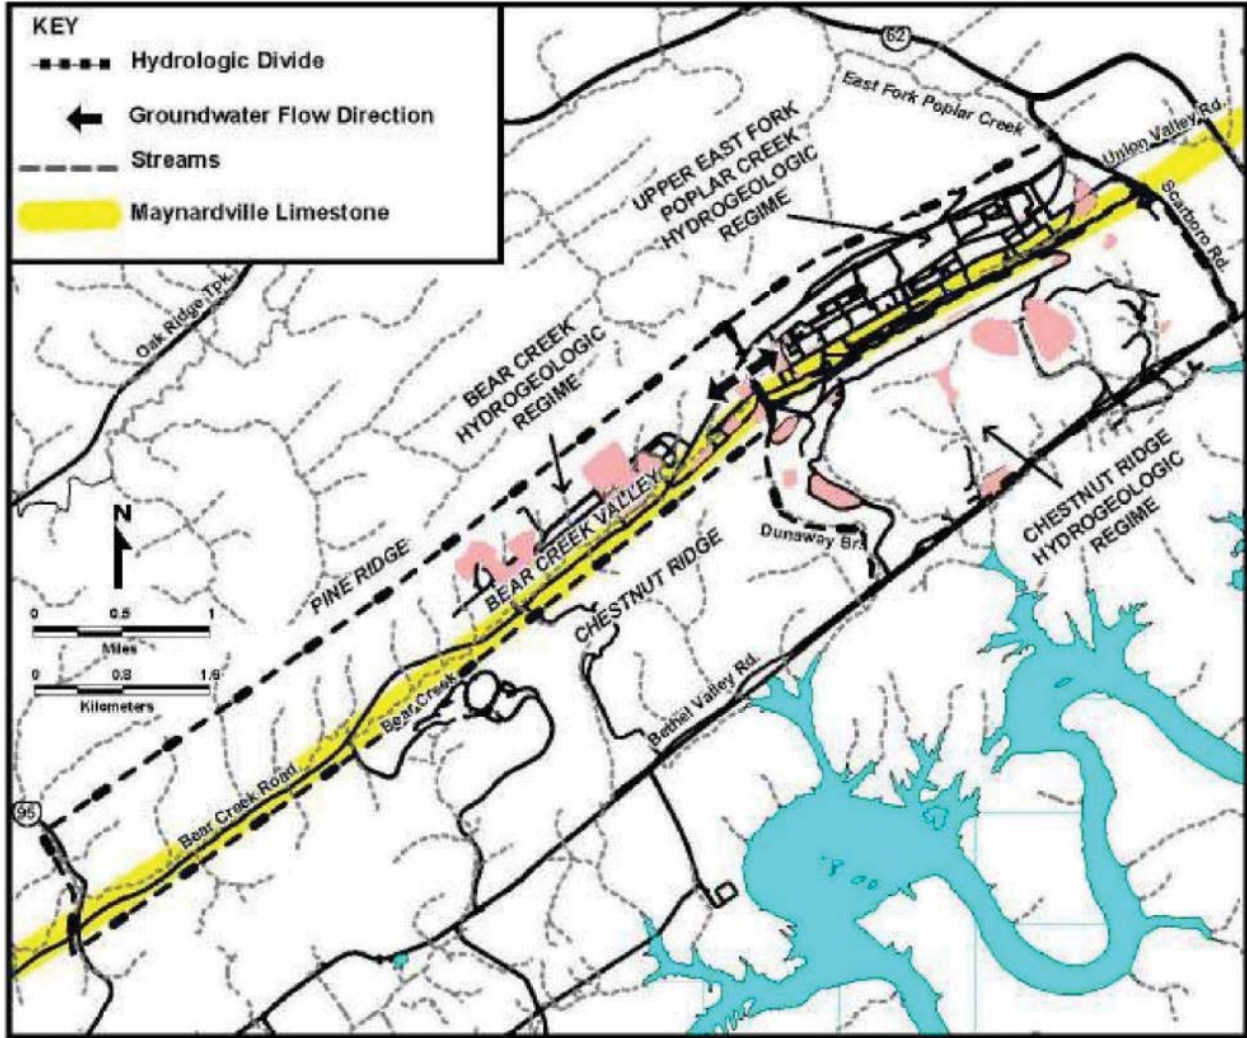 KEY
Hydrologic Divide
Groundwater Flow Direction
Streams
Maynardville Limestone
62
East Fork Poplar Creek
Union Valley Rd.
Scarboro Rd.
UPPER EAST FORK
POPLAR CREEK
HYDROGEOLOGIC
REGIME
Oak Ridge Tpk.
BEAR CREEK
HYDROGEOLOGIC
REGIME
CHESTNUT RIDGE
HYDROGEOLOGIC
REGIME
BEAR CREEK VALLEY
PINE RIDGE
CHESTNUT RIDGE
Dunaway Br.
N
0 0.5 1
Miles
0 0.8 1.6
Kilometers
Bethel Valley Rd.
Bear Creek
Bear Creek Road
95